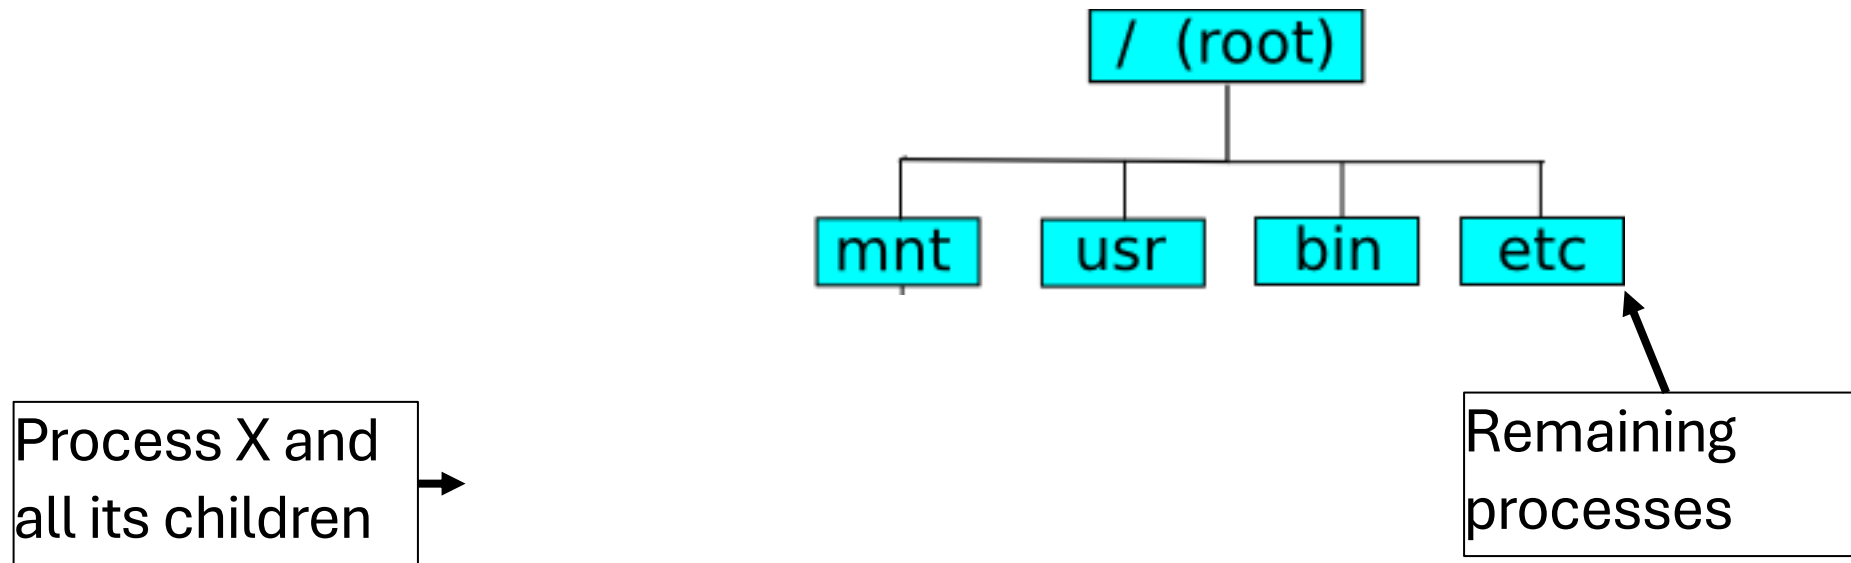 / (root)
mnt usr bin etc
Process X and
all its children
Remaining
processes